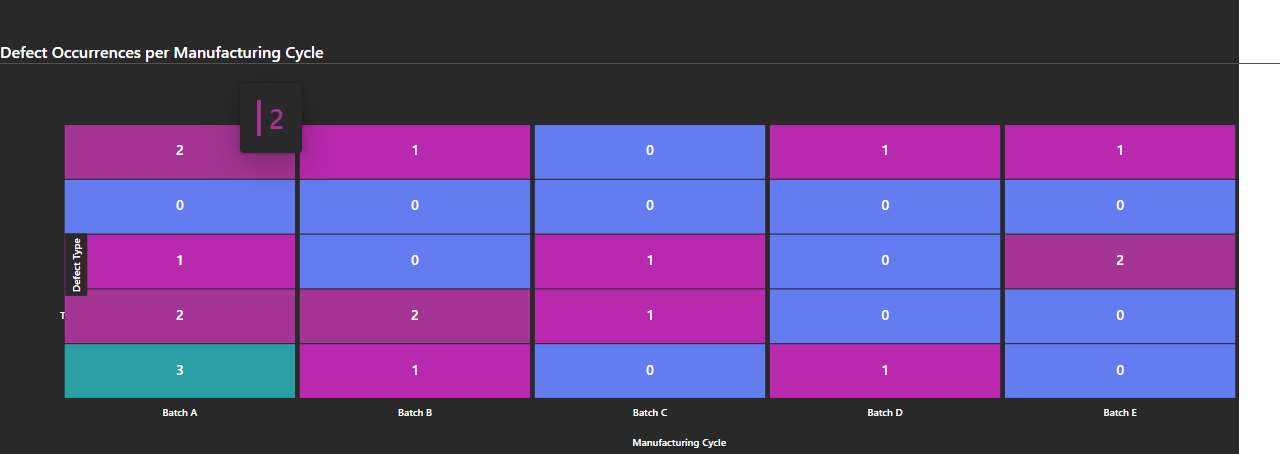 Defect Occurrences per Manufacturing Cycle
2
2 1 0 1 1
0 0 0 0 0
Defect Type
1 0 1 0 2
T
2 2 1 0 0
3 1 0 1 0
Batch A Batch B Batch C Batch D Batch E
Manufacturing Cycle